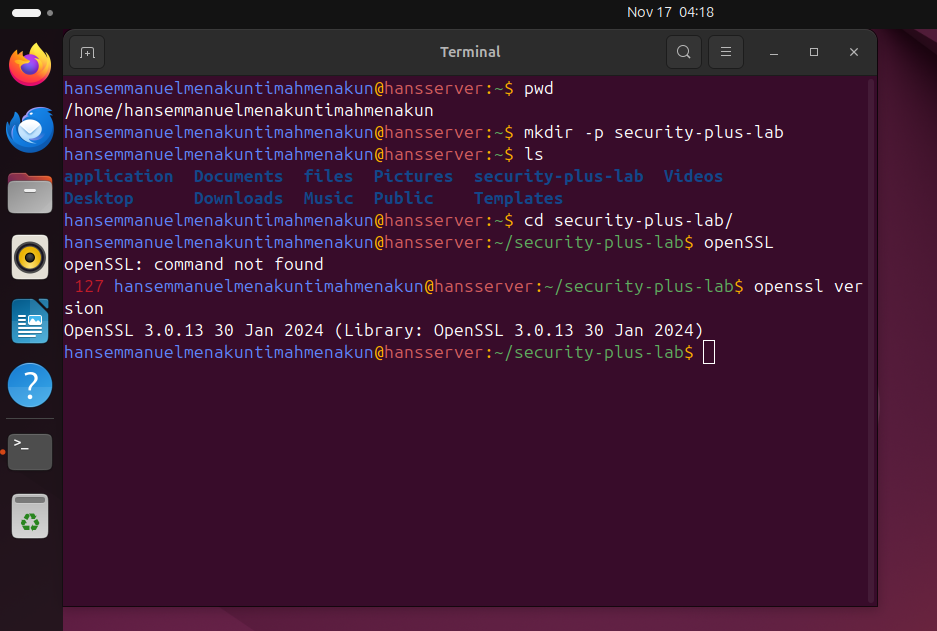 Nov 17 04:18
Terminal
hansemmanuelmenakuntimahmenakun@hansserver:~$ pwd
/home/hansemmanuelmenakuntimahmenakun
hansemmanuelmenakuntimahmenakun@hansserver:~$ mkdir -p security-plus-lab
hansemmanuelmenakuntimahmenakun@hansserver:~$ ls
application Documents files Pictures security-plus-lab Videos
Desktop Downloads Music Public Templates
hansemmanuelmenakuntimahmenakun@hansserver:~$ cd security-plus-lab/
hansemmanuelmenakuntimahmenakun@hansserver:~/security-plus-lab$ openSSL
openSSL: command not found
127 hansemmanuelmenakuntimahmenakun@hansserver:~/security-plus-lab$ openssl ver
sion
OpenSSL 3.0.13 30 Jan 2024 (Library: OpenSSL 3.0.13 30 Jan 2024)
hansemmanuelmenakuntimahmenakun@hansserver:~/security-plus-lab$